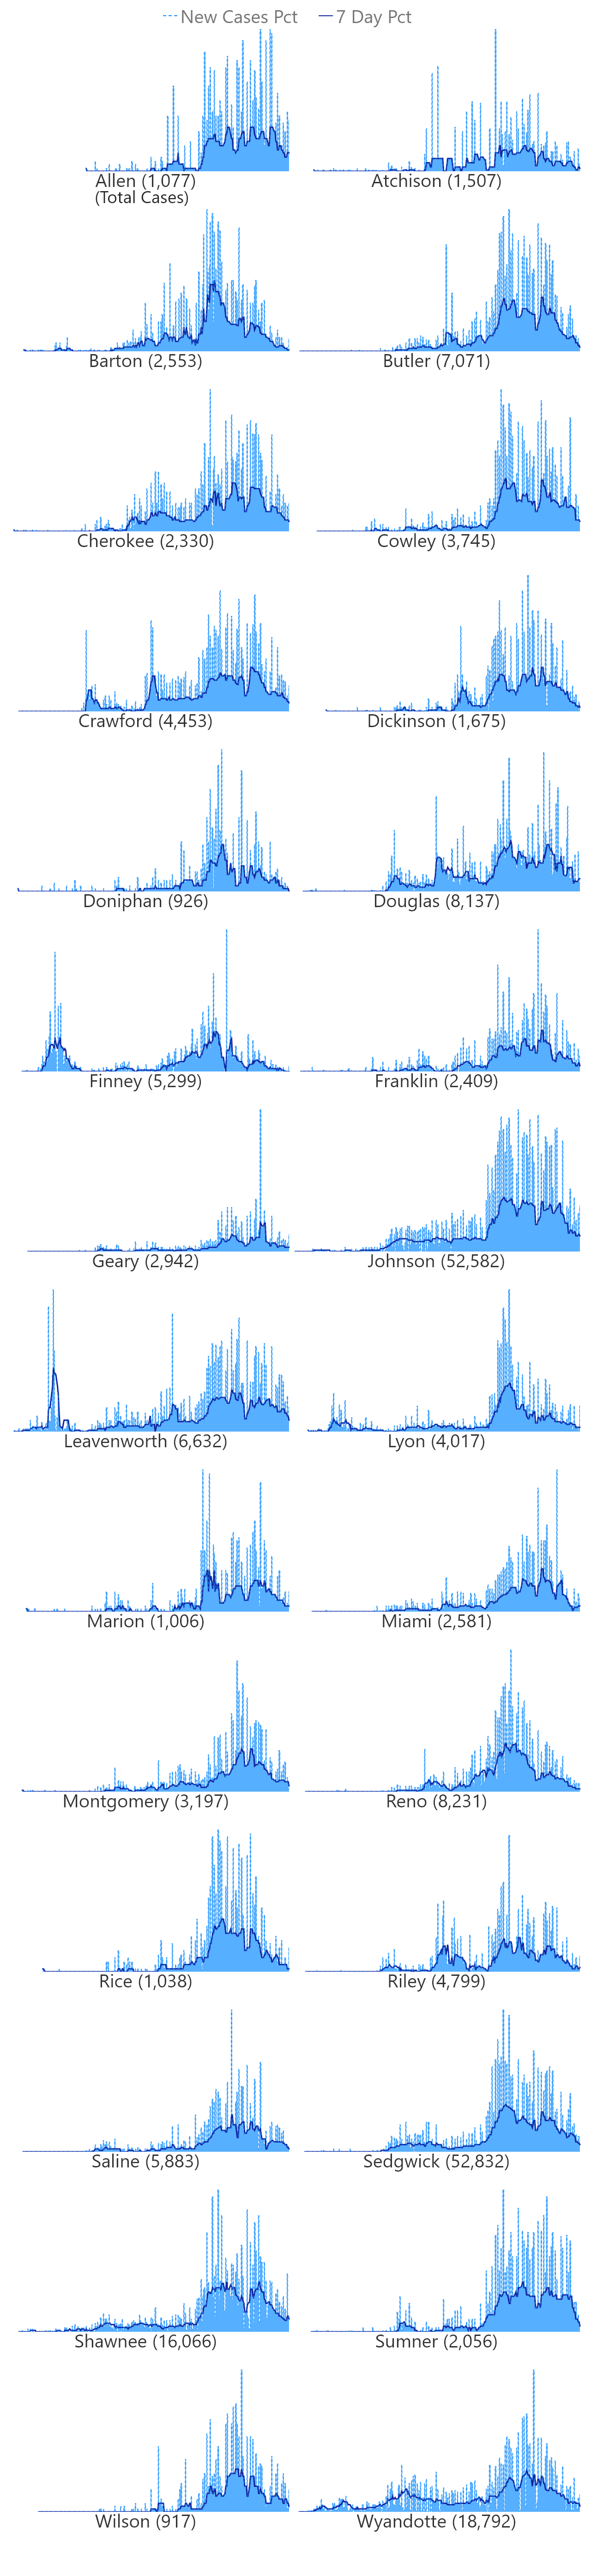 New Cases Pct 7 Day Pct
Allen (1,077) Atchison (1,507)
(Total Cases)
Barton (2,553) Butler (7,071)
Cherokee (2,330) Cowley (3,745)
Crawford (4,453) Dickinson (1,675)
Doniphan (926) Douglas (8,137)
Finney (5,299) Franklin (2,409)
Geary (2,942) Johnson (52,582)
Leavenworth (6,632) Lyon (4,017)
Marion (1,006) Miami (2,581)
Montgomery (3,197) Reno (8,231)
Rice (1,038) Riley (4,799)
Saline (5,883) Sedgwick (52,832)
Shawnee (16,066) Sumner (2,056)
Wilson (917) Wyandotte (18,792)